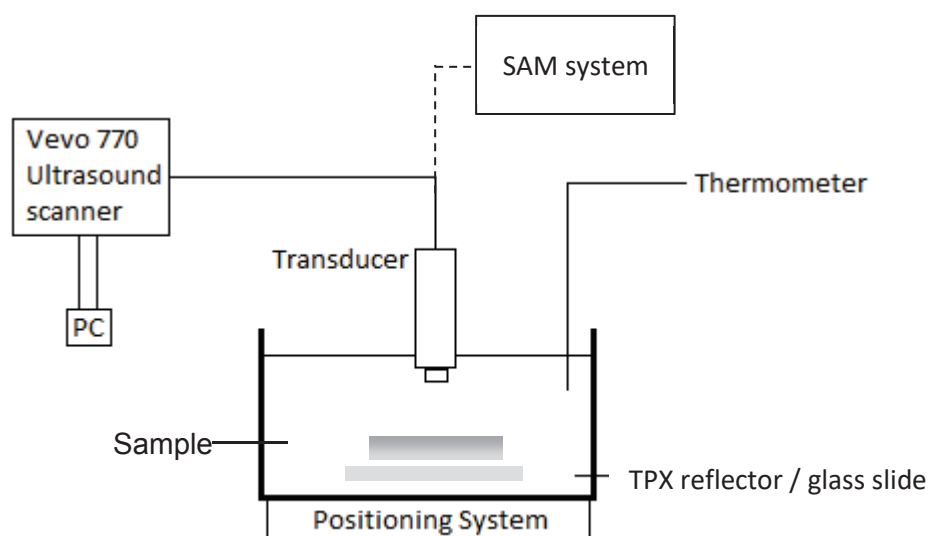 SAM system
Vevo 770
Ultrasound
scanner
Thermometer
Transducer
PC
Sample
TPX reflector / glass slide
Positioning System